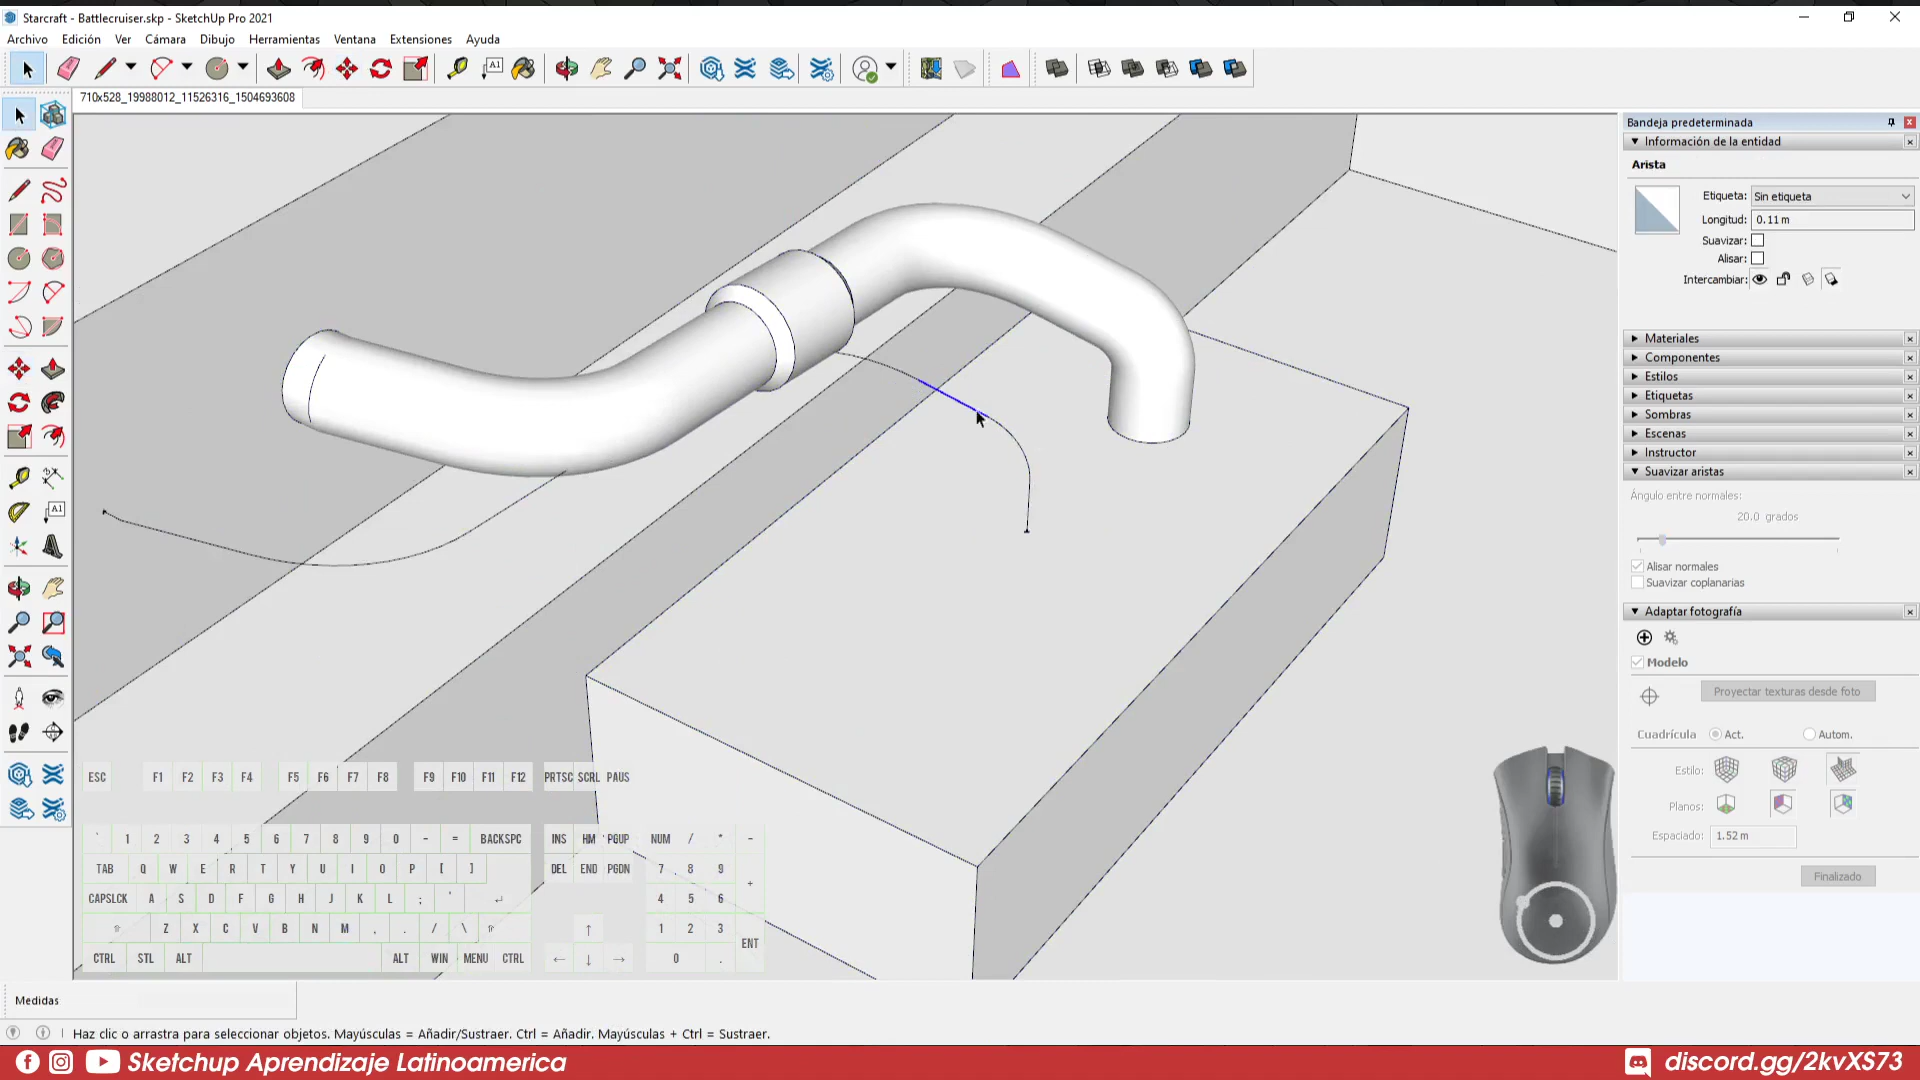 Starcraft - Battlecruiser.skp - SketchUp Pro 2021
Archivo Edición Ver Cámara Dibujo Herramientas Ventana Extensiones Ayuda
A1
710x528_19988012_11526316_1504693608
A1
Bandeja predeterminada
Información de la entidad
Arista
Etiqueta: Sin etiqueta
Longitud: 0.11 m
Suavizar:
Alisar:
Intercambiar:
Materiales
Componentes
Estilos
Etiquetas
Sombras
Escenas
Instructor
Suavizar aristas
Ángulo entre normales:
20.0 grados
Alisar normales
Suavizar coplanarias
Adaptar fotografía
Modelo
Proyectar texturas desde foto
Cuadrícula Act. Autom.
Estilo:
Planos:
Espaciado: 1.52 m
Finalizado
ESC F1 F2 F3 F4 F5 F6 F7 F8 F9 F10 F11 F12 PRTSC SCRL PAUS
` 1 2 3 4 5 6 7 8 9 0 - = BACKSPC INS HM PGUP NUM / * -
TAB Q W E R T Y U I O P [ ] DEL END PGDN 7 8 9 +
CAPSLCK A S D F G H J K L ; ' 4 5 6
Z X C V B N M , . / \ ↑ 1 2 3 ENT
CTRL STL ALT ALT WIN MENU CTRL ← ↓ → 0 .
Medidas
Haz clic o arrastra para seleccionar objetos. Mayúsculas = Añadir/Sustraer. Ctrl = Añadir. Mayúsculas + Ctrl = Sustraer.
Sketchup Aprendizaje Latinoamerica
discord.gg/2kvXS73